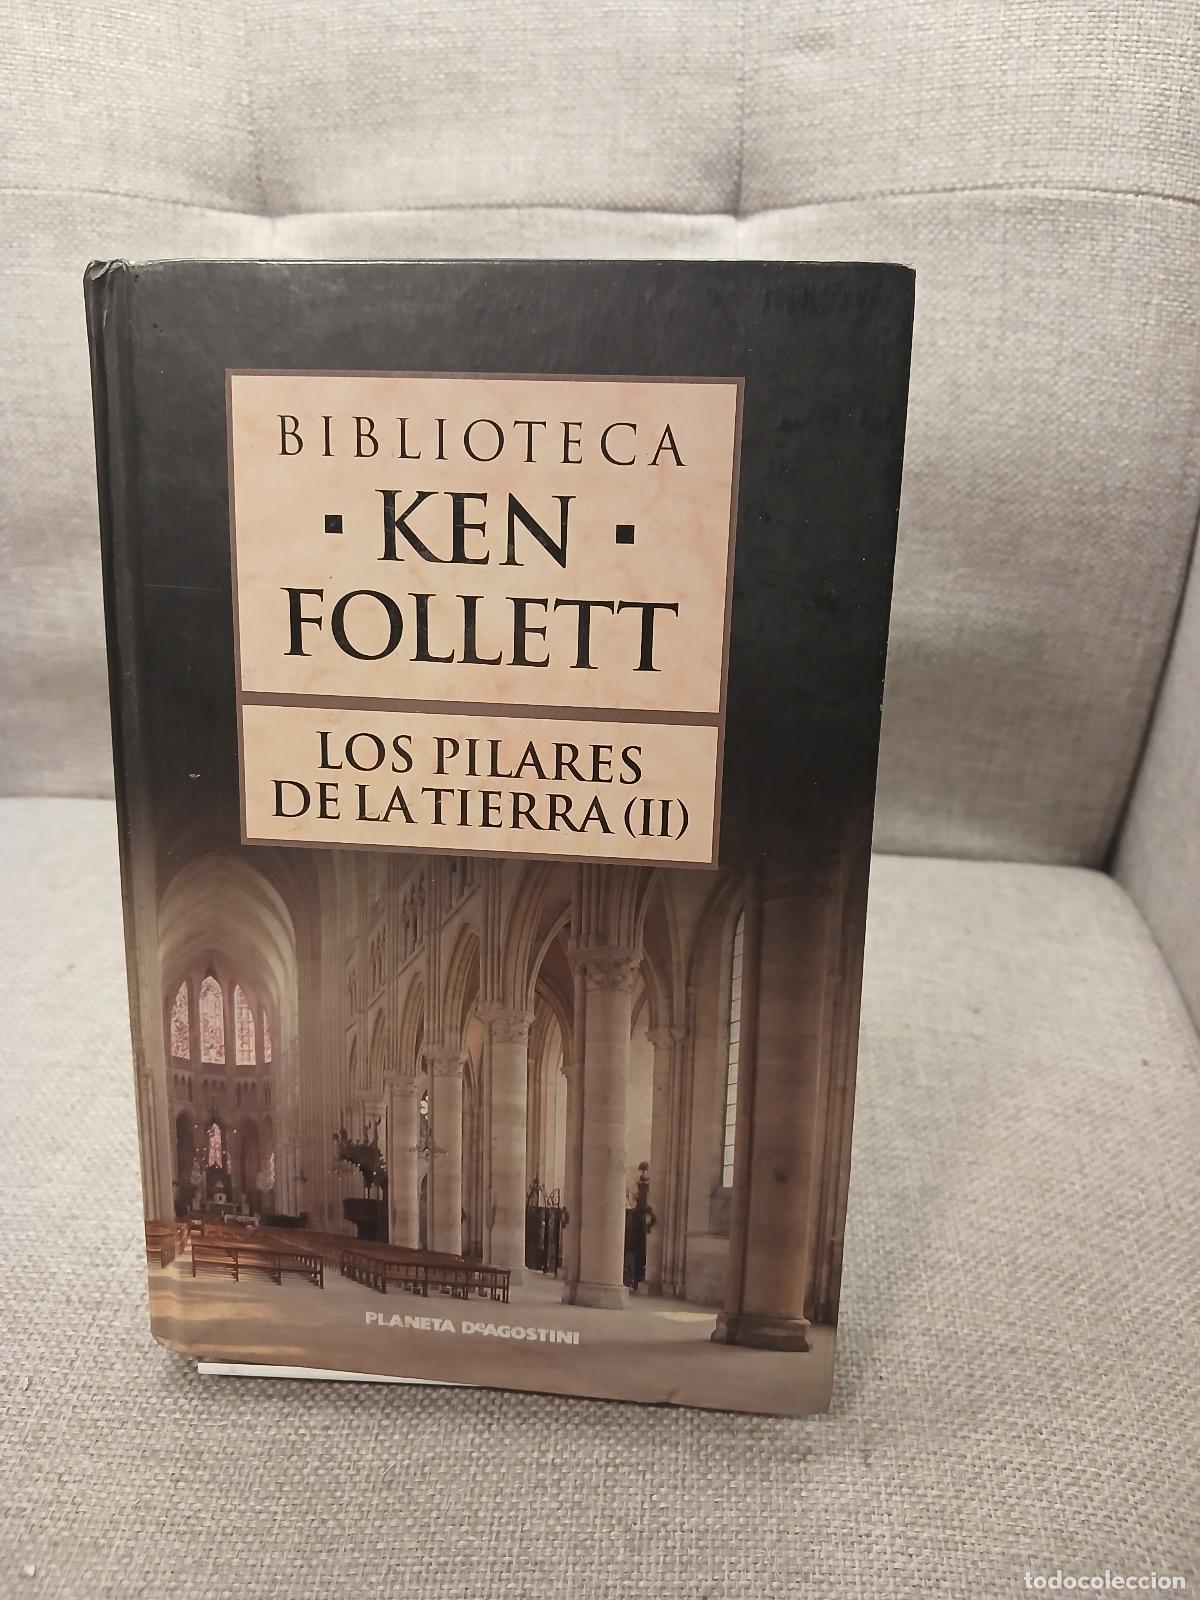 BIBLIOTECA
▪ KEN ▪
FOLLETT
LOS PILARES
DE LA TIERRA (II)
PLANETA DeAGOSTINI
todocoleccion